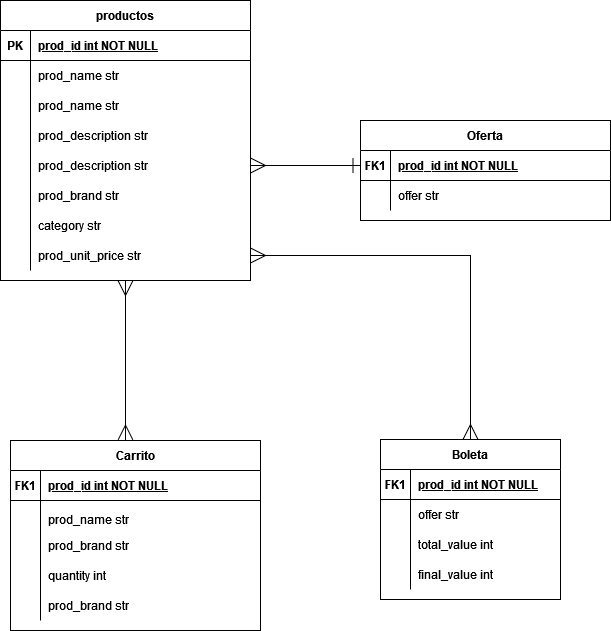 productos
PK prod_id int NOT NULL
prod_name str
prod_name str
prod_description str
prod_description str
prod_brand str
category str
prod_unit_price str
Oferta
FK1 prod_id int NOT NULL
offer str
Carrito
FK1 prod_id int NOT NULL
prod_name str
prod_brand str
quantity int
prod_brand str
Boleta
FK1 prod_id int NOT NULL
offer str
total_value int
final_value int